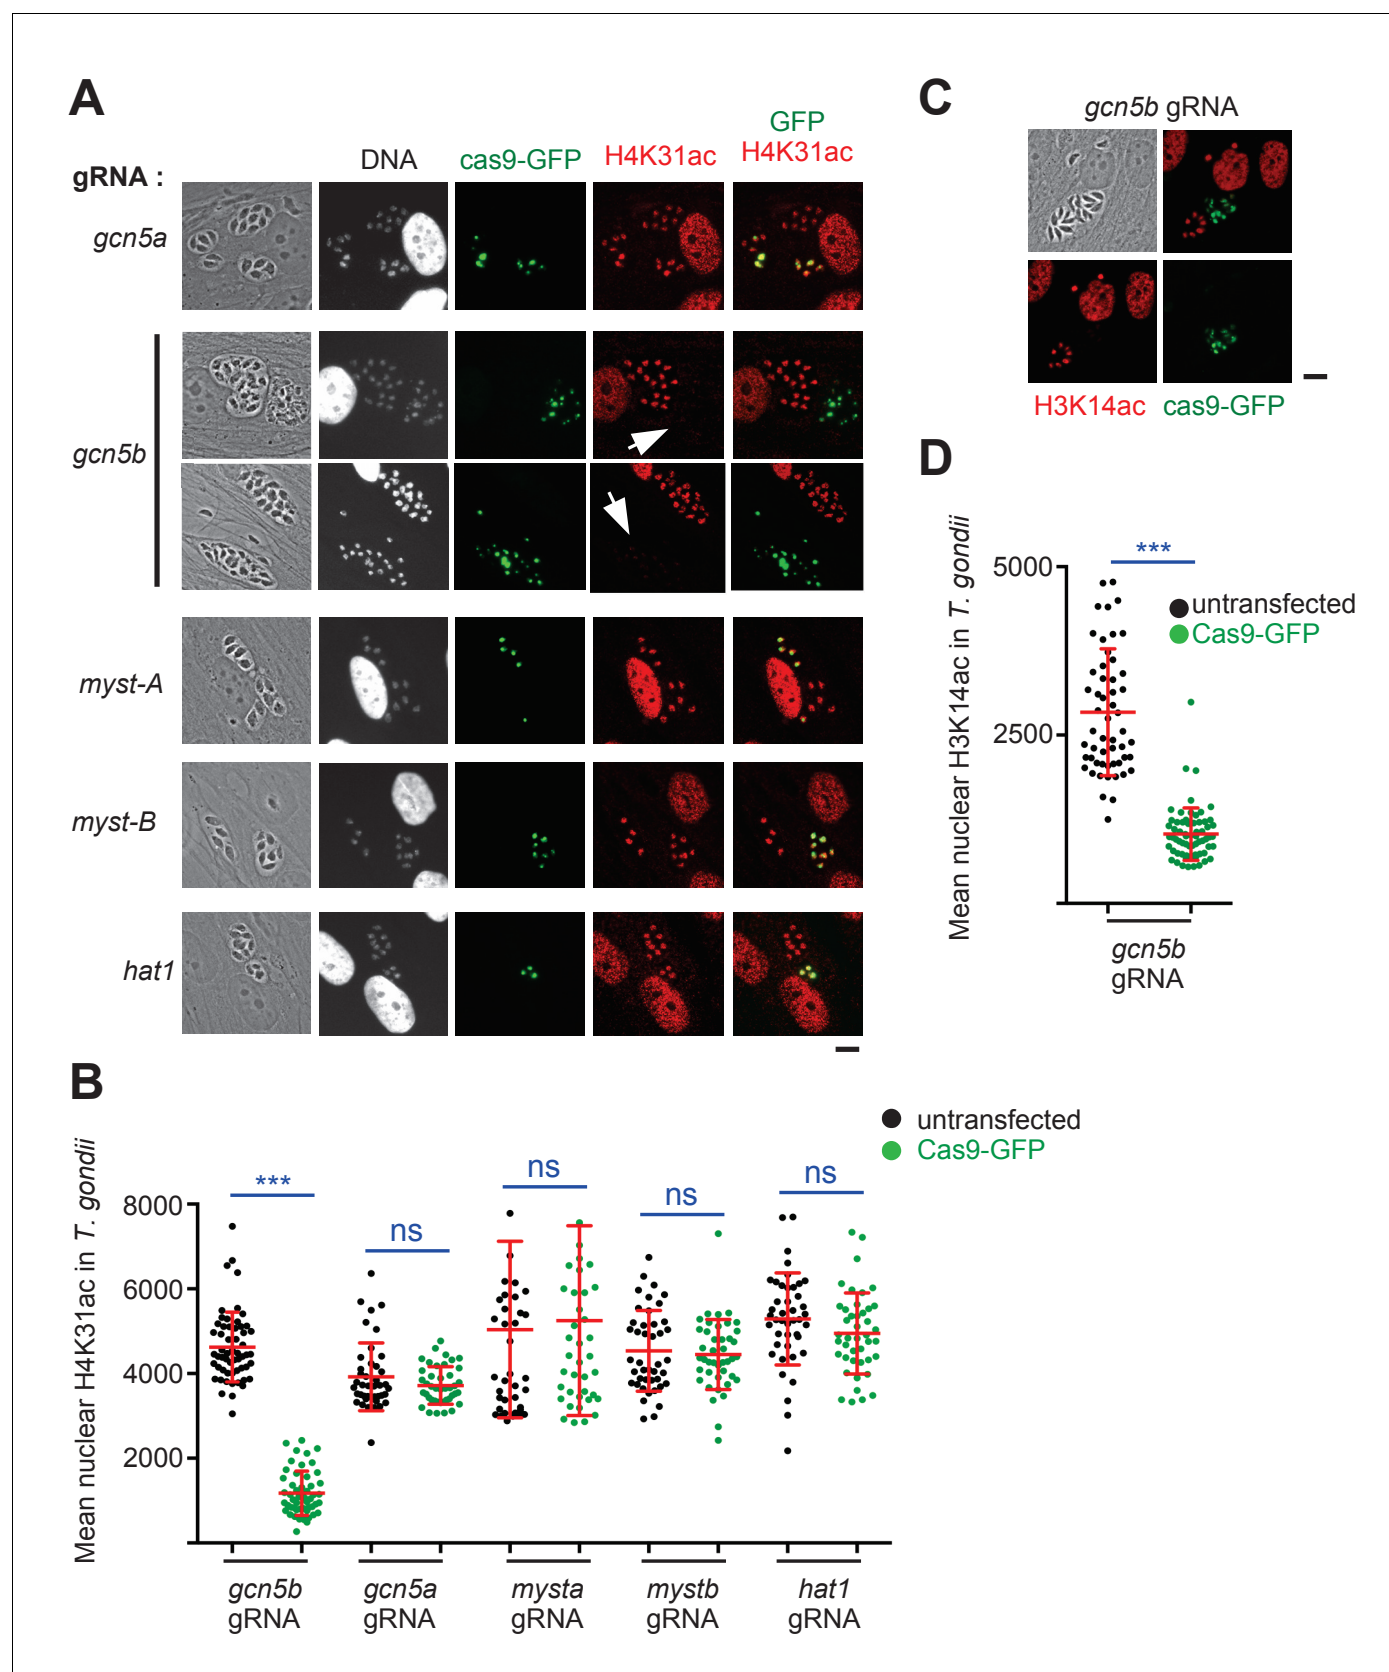 A
gRNA :
DNA
cas9-GFP
H4K31ac
GFP
H4K31ac
gcn5a
gcn5b
myst-A
myst-B
hat1
C
gcn5b gRNA
H3K14ac
cas9-GFP
D
Mean nuclear H3K14ac in T. gondii
5000
2500
***
untransfected
Cas9-GFP
gcn5b
gRNA
B
Mean nuclear H4K31ac in T. gondii
8000
6000
4000
2000
***
ns
ns
ns
ns
untransfected
Cas9-GFP
gcn5b
gRNA
gcn5a
gRNA
mysta
gRNA
mystb
gRNA
hat1
gRNA